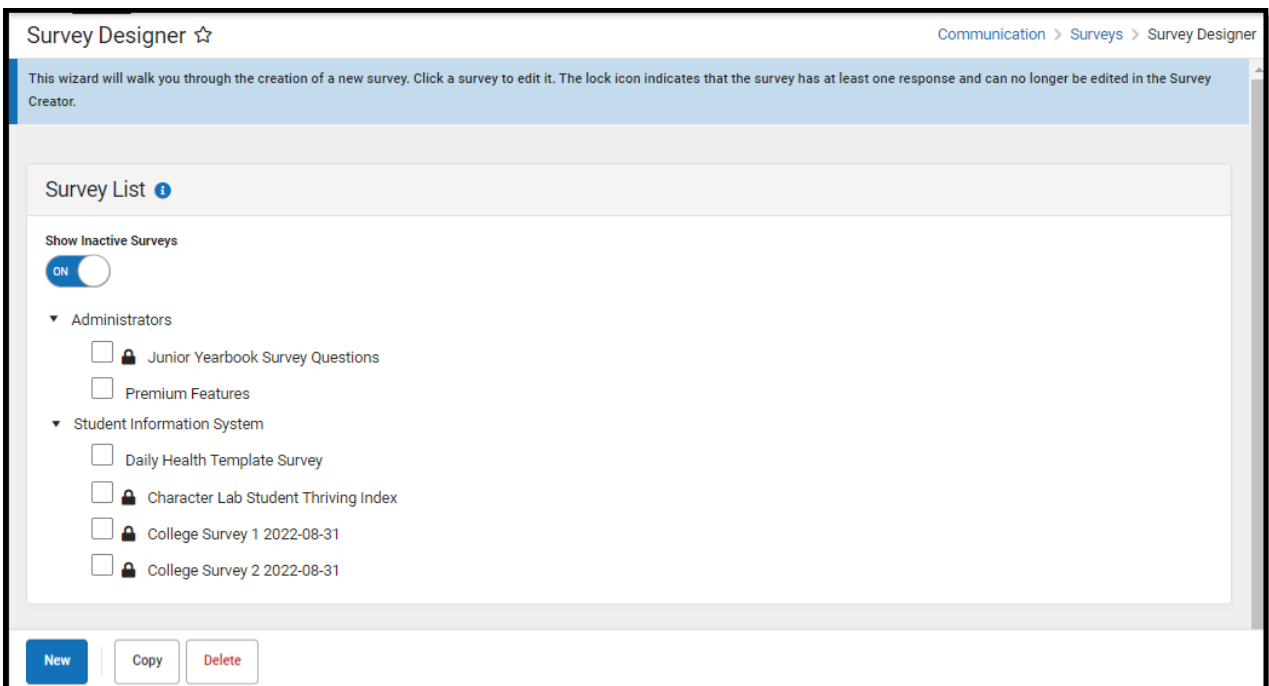 Survey Designer
Communication > Surveys > Survey Designer
This wizard will walk you through the creation of a new survey. Click a survey to edit it. The lock icon indicates that the survey has at least one response and can no longer be edited in the Survey
Creator.
Survey List
Show Inactive Surveys
ON
Administrators
Junior Yearbook Survey Questions
Premium Features
Student Information System
Daily Health Template Survey
Character Lab Student Thriving Index
College Survey 1 2022-08-31
College Survey 2 2022-08-31
New
Copy
Delete